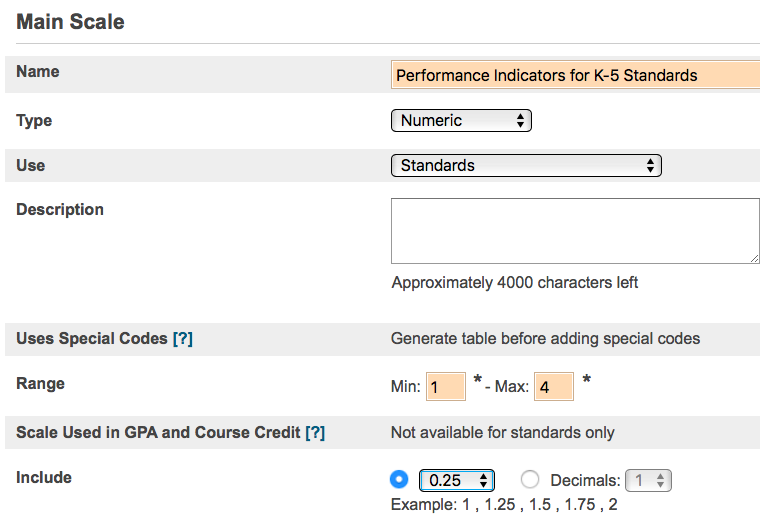 Main Scale
Name Performance Indicators for K-5 Standards
Type Numeric
Use Standards
Description
Approximately 4000 characters left
Uses Special Codes [?] Generate table before adding special codes
Range Min: 1 * - Max: 4 *
Scale Used in GPA and Course Credit [?] Not available for standards only
Include 0.25 Decimals: 1
Example: 1 , 1.25 , 1.5 , 1.75 , 2